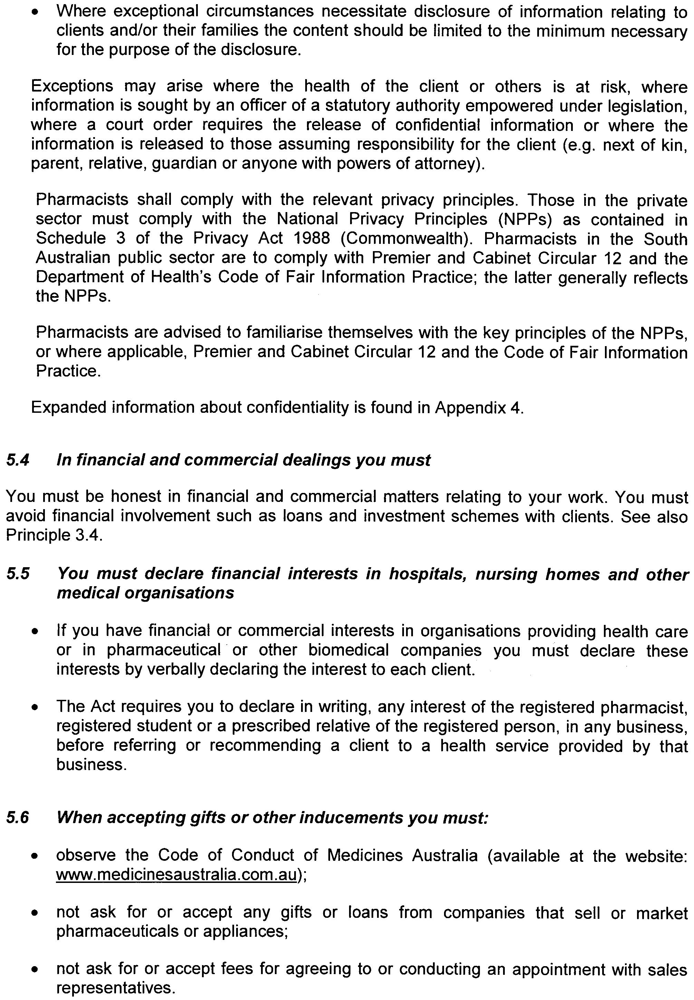 • Where exceptional circumstances necessitate disclosure of information relating to
clients and/or their families the content should be limited to the minimum necessary
for the purpose of the disclosure.
Exceptions may arise where the health of the client or others is at risk, where
information is sought by an officer of a statutory authority empowered under legislation,
where a court order requires the release of confidential information or where the
information is released to those assuming responsibility for the client (e.g. next of kin,
parent, relative, guardian or anyone with powers of attorney).
Pharmacists shall comply with the relevant privacy principles. Those in the private
sector must comply with the National Privacy Principles (NPPs) as contained in
Schedule 3 of the Privacy Act 1988 (Commonwealth). Pharmacists in the South
Australian public sector are to comply with Premier and Cabinet Circular 12 and the
Department of Health's Code of Fair Information Practice; the latter generally reflects
the NPPs.
Pharmacists are advised to familiarise themselves with the key principles of the NPPs,
or where applicable, Premier and Cabinet Circular 12 and the Code of Fair Information
Practice.
Expanded information about confidentiality is found in Appendix 4.
5.4 In financial and commercial dealings you must
You must be honest in financial and commercial matters relating to your work. You must
avoid financial involvement such as loans and investment schemes with clients. See also
Principle 3.4.
5.5 You must declare financial interests in hospitals, nursing homes and other
medical organisations
• If you have financial or commercial interests in organisations providing health care
or in pharmaceutical or other biomedical companies you must declare these
interests by verbally declaring the interest to each client.
• The Act requires you to declare in writing, any interest of the registered pharmacist,
registered student or a prescribed relative of the registered person, in any business,
before referring or recommending a client to a health service provided by that
business.
5.6 When accepting gifts or other inducements you must:
• observe the Code of Conduct of Medicines Australia (available at the website:
www.medicinesaustralia.com.au);
• not ask for or accept any gifts or loans from companies that sell or market
pharmaceuticals or appliances;
• not ask for or accept fees for agreeing to or conducting an appointment with sales
representatives.